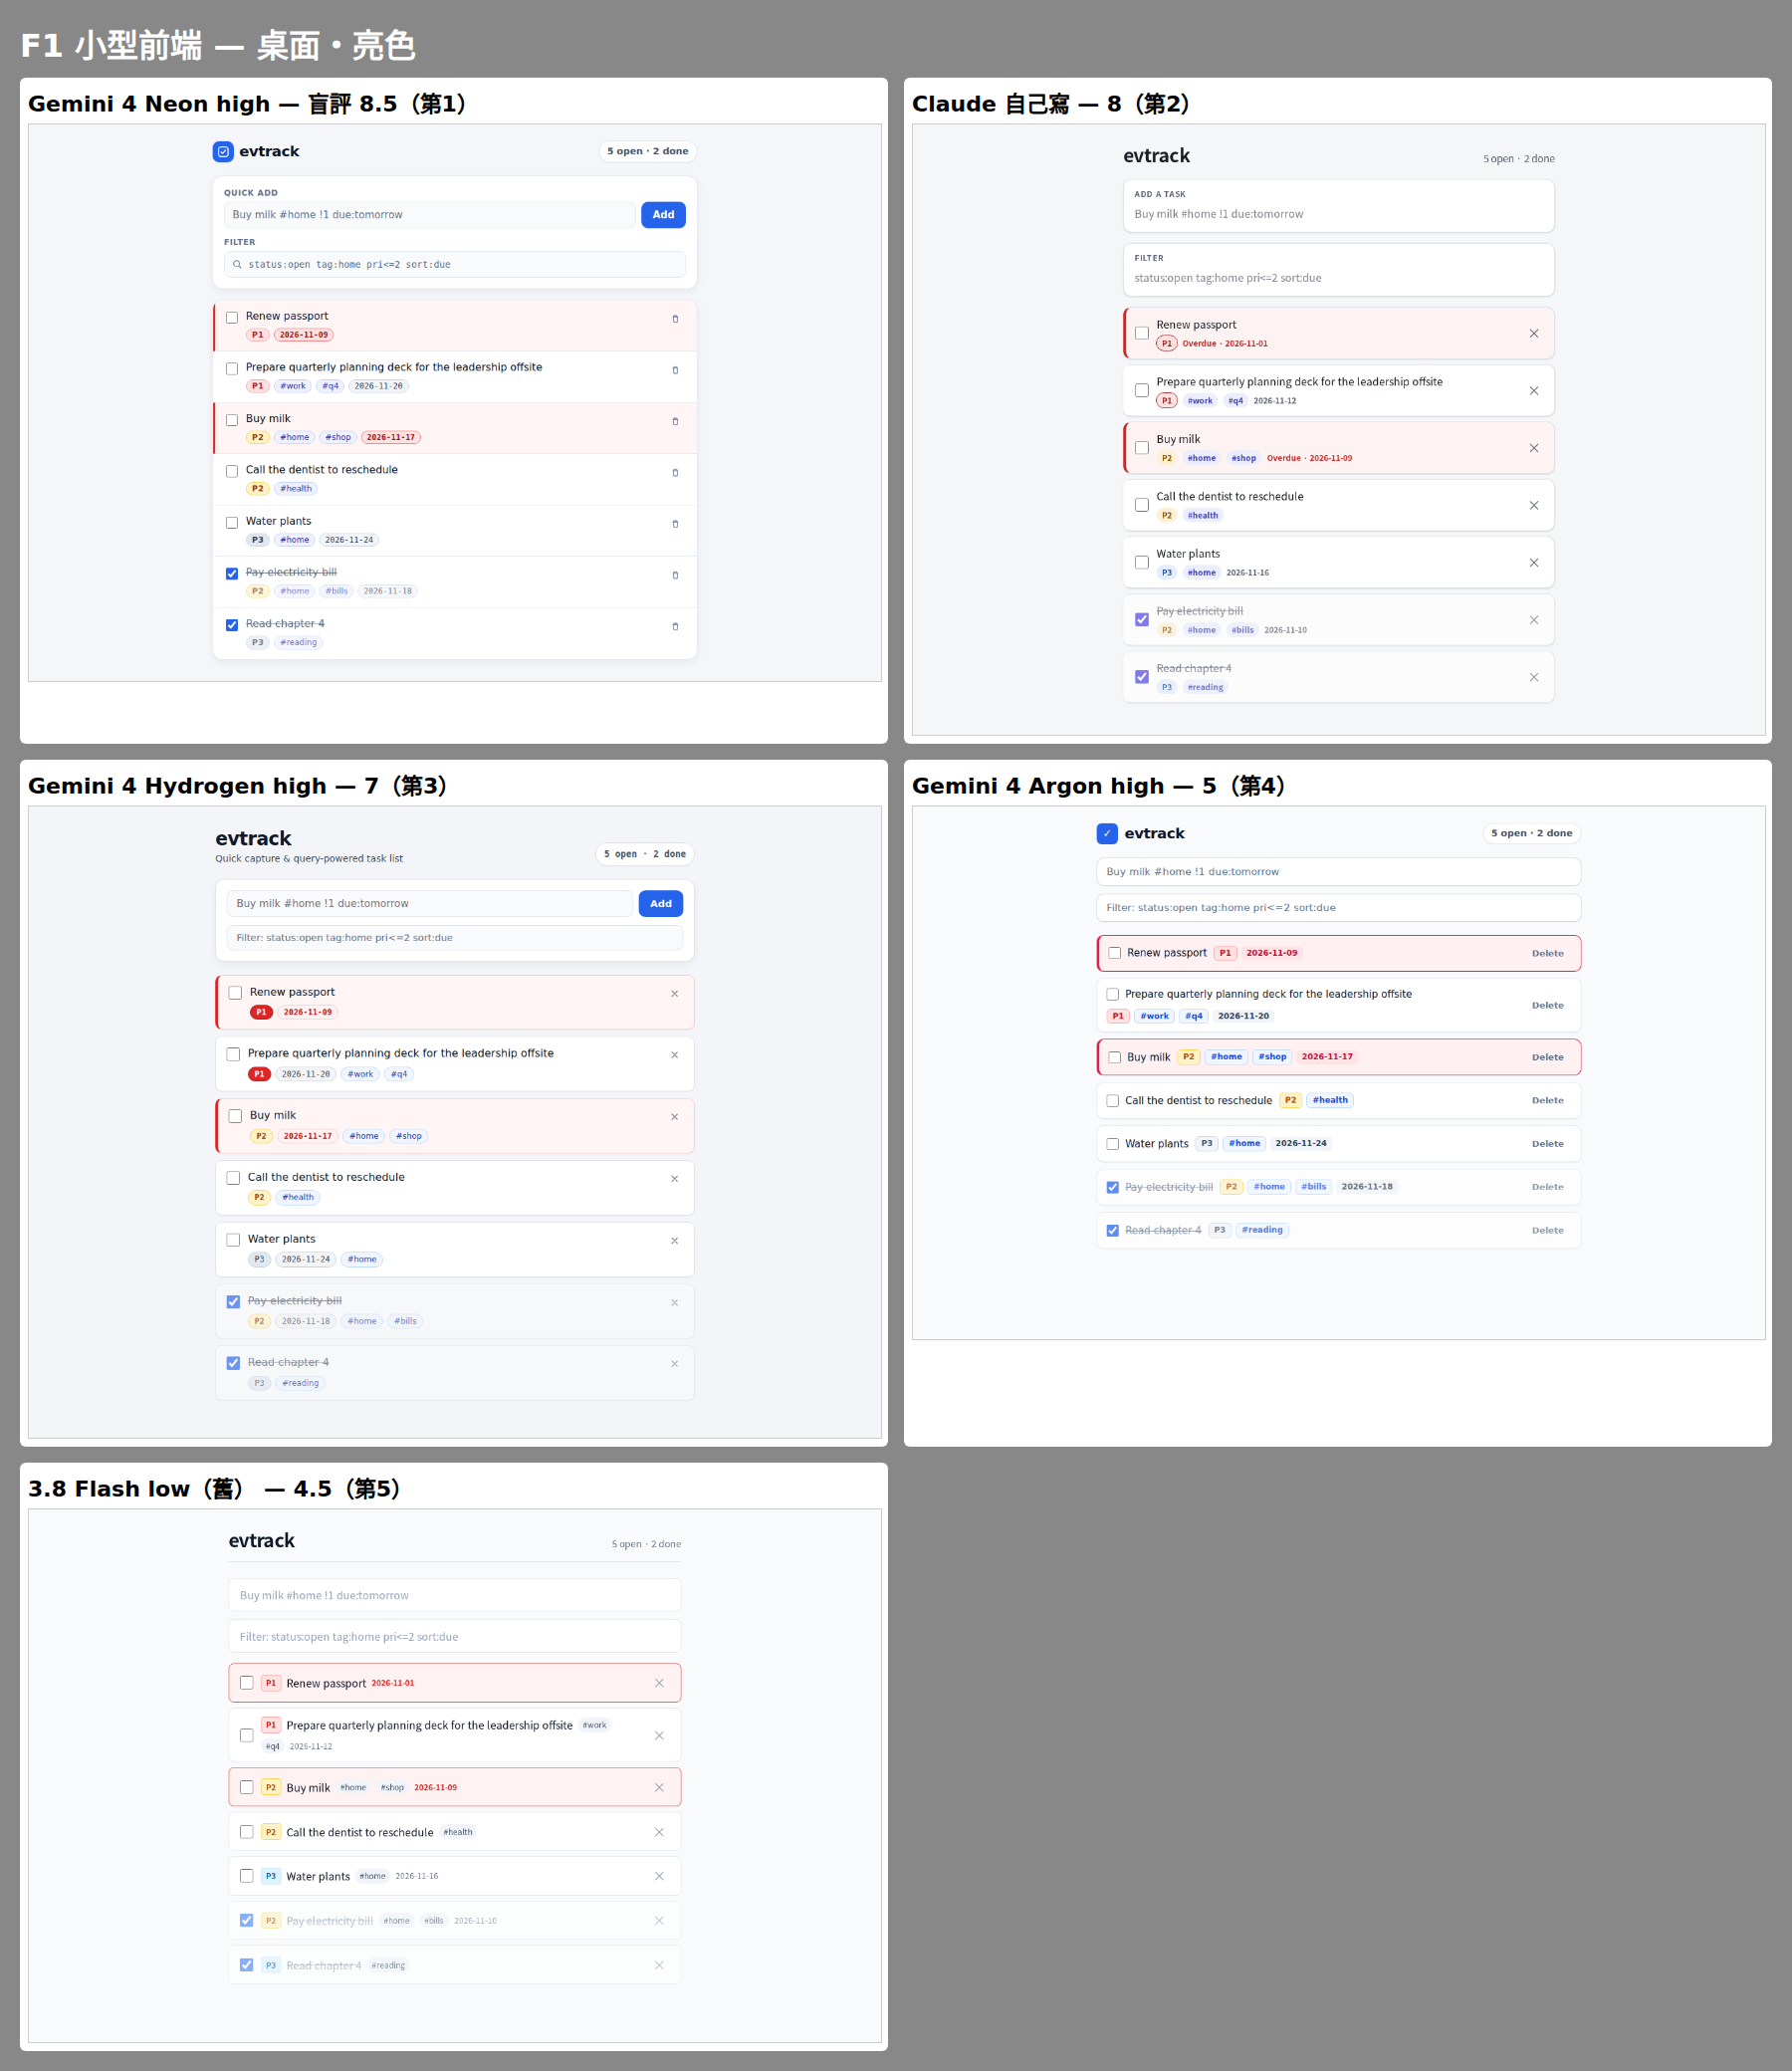 F1 小型前端 — 桌面・亮色
Gemini 4 Neon high — 盲評 8.5（第1）
evtrack
5 open · 2 done
QUICK ADD
Buy milk #home !1 due:tomorrow
Add
FILTER
status:open tag:home pri<=2 sort:due
Renew passport
P1 2026-11-09
Prepare quarterly planning deck for the leadership offsite
P1 #work #q4 2026-11-20
Buy milk
P2 #home #shop 2026-11-17
Call the dentist to reschedule
P2 #health
Water plants
P3 #home 2026-11-24
Pay electricity bill
P2 #home #bills 2026-11-18
Read chapter 4
P3 #reading
Claude 自己寫 — 8（第2）
evtrack
5 open · 2 done
ADD A TASK
Buy milk #home !1 due:tomorrow
FILTER
status:open tag:home pri<=2 sort:due
Renew passport
P1 Overdue · 2026-11-01
Prepare quarterly planning deck for the leadership offsite
P1 #work #q4 2026-11-12
Buy milk
P2 #home #shop Overdue · 2026-11-09
Call the dentist to reschedule
P2 #health
Water plants
P3 #home 2026-11-16
Pay electricity bill
P2 #home #bills 2026-11-10
Read chapter 4
P3 #reading
Gemini 4 Hydrogen high — 7（第3）
evtrack
Quick capture & query-powered task list
5 open · 2 done
Buy milk #home !1 due:tomorrow
Add
Filter: status:open tag:home pri<=2 sort:due
Renew passport
P1 2026-11-09
Prepare quarterly planning deck for the leadership offsite
P1 2026-11-20 #work #q4
Buy milk
P2 2026-11-17 #home #shop
Call the dentist to reschedule
P2 #health
Water plants
P3 2026-11-24 #home
Pay electricity bill
P2 2026-11-18 #home #bills
Read chapter 4
P3 #reading
Gemini 4 Argon high — 5（第4）
evtrack
5 open · 2 done
Buy milk #home !1 due:tomorrow
Filter: status:open tag:home pri<=2 sort:due
Renew passport P1 2026-11-09 Delete
Prepare quarterly planning deck for the leadership offsite
P1 #work #q4 2026-11-20 Delete
Buy milk P2 #home #shop 2026-11-17 Delete
Call the dentist to reschedule P2 #health Delete
Water plants P3 #home 2026-11-24 Delete
Pay electricity bill P2 #home #bills 2026-11-18 Delete
Read chapter 4 P3 #reading Delete
3.8 Flash low（舊） — 4.5（第5）
evtrack
5 open · 2 done
Buy milk #home !1 due:tomorrow
Filter: status:open tag:home pri<=2 sort:due
P1 Renew passport 2026-11-01
P1 Prepare quarterly planning deck for the leadership offsite #work
#q4 2026-11-12
P2 Buy milk #home #shop 2026-11-09
P2 Call the dentist to reschedule #health
P3 Water plants #home 2026-11-16
P2 Pay electricity bill #home #bills 2026-11-10
P3 Read chapter 4 #reading